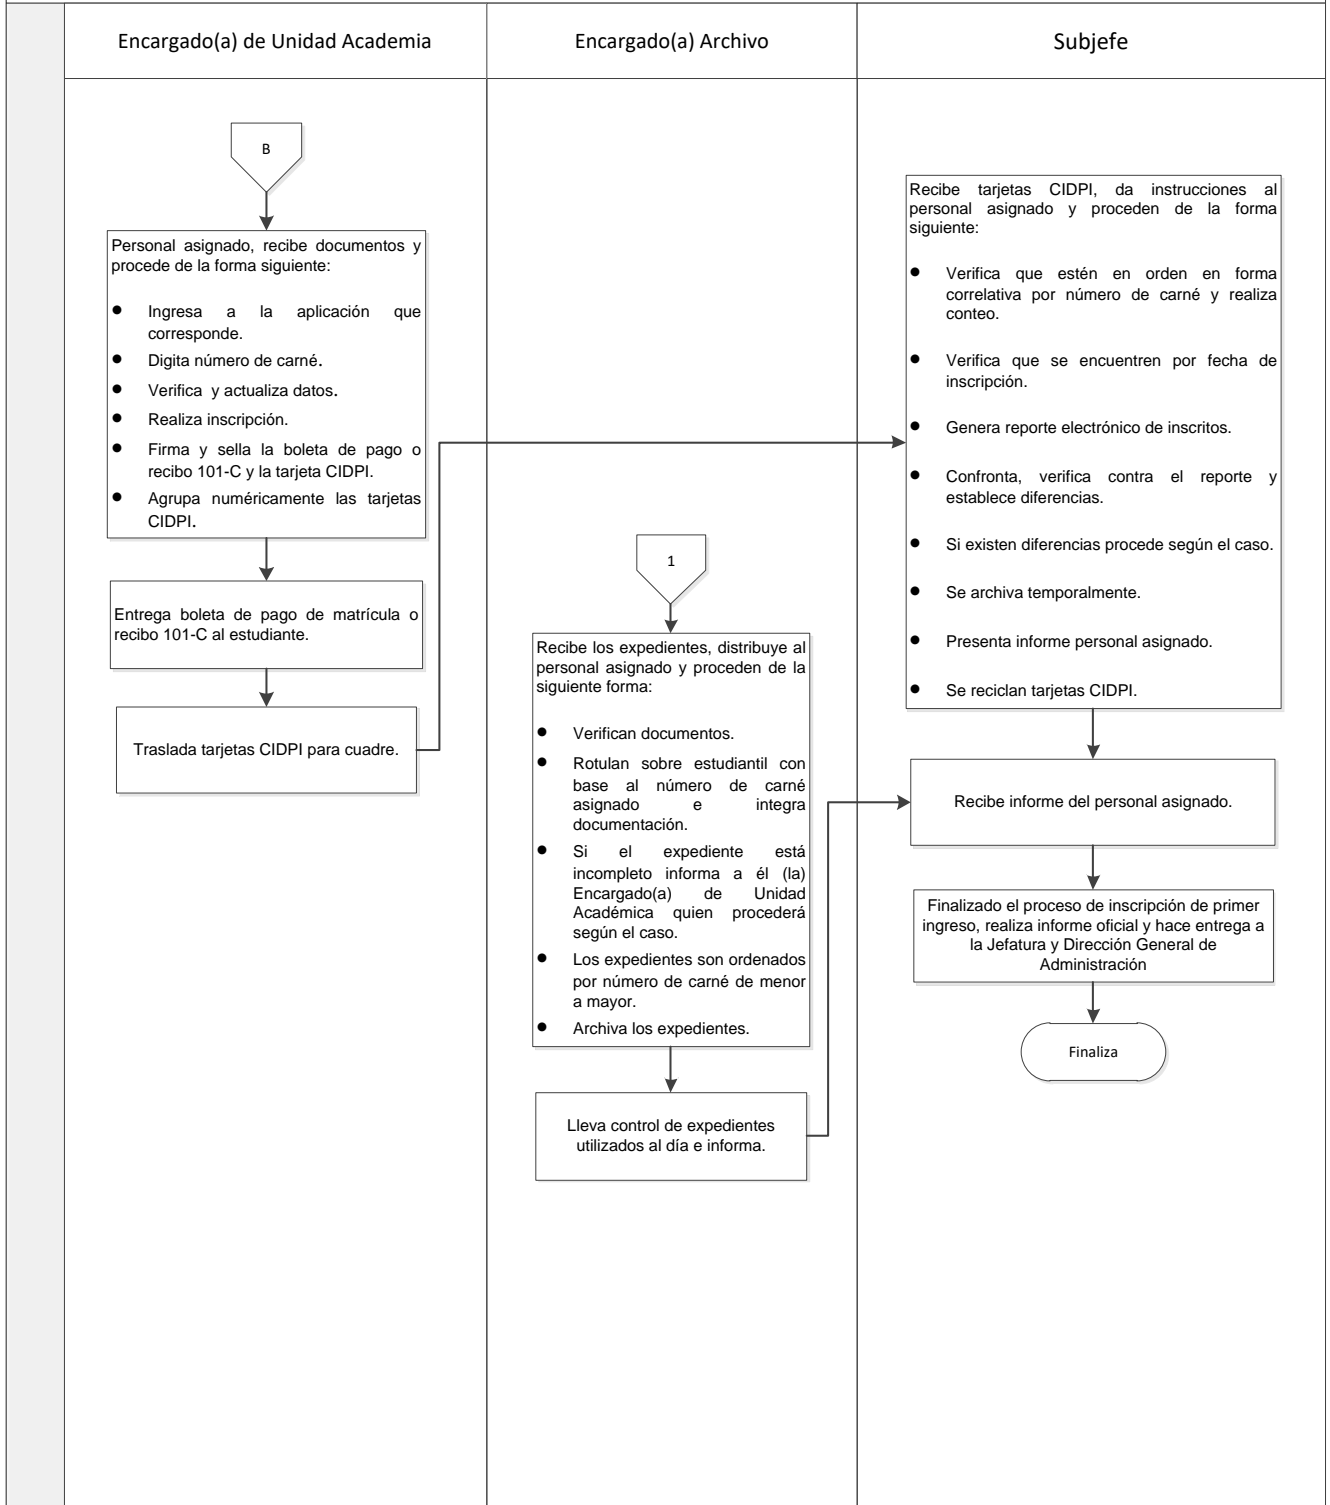 Encargado(a) de Unidad Academia
Encargado(a) Archivo
Subjefe
B
Personal asignado, recibe documentos y
procede de la forma siguiente:
● Ingresa a la aplicación que
corresponde.
● Digita número de carné.
● Verifica y actualiza datos.
● Realiza inscripción.
● Firma y sella la boleta de pago o
recibo 101-C y la tarjeta CIDPI.
● Agrupa numéricamente las tarjetas
CIDPI.
Entrega boleta de pago de matrícula o
recibo 101-C al estudiante.
Traslada tarjetas CIDPI para cuadre.
1
Recibe los expedientes, distribuye al
personal asignado y proceden de la
siguiente forma:
● Verifican documentos.
● Rotulan sobre estudiantil con
base al número de carné
asignado e integra
documentación.
● Si el expediente está
incompleto informa a él (la)
Encargado(a) de Unidad
Académica quien procederá
según el caso.
● Los expedientes son ordenados
por número de carné de menor
a mayor.
● Archiva los expedientes.
Lleva control de expedientes
utilizados al día e informa.
Recibe tarjetas CIDPI, da instrucciones al
personal asignado y proceden de la forma
siguiente:
● Verifica que estén en orden en forma
correlativa por número de carné y realiza
conteo.
● Verifica que se encuentren por fecha de
inscripción.
● Genera reporte electrónico de inscritos.
● Confronta, verifica contra el reporte y
establece diferencias.
● Si existen diferencias procede según el caso.
● Se archiva temporalmente.
● Presenta informe personal asignado.
● Se reciclan tarjetas CIDPI.
Recibe informe del personal asignado.
Finalizado el proceso de inscripción de primer
ingreso, realiza informe oficial y hace entrega a
la Jefatura y Dirección General de
Administración
Finaliza